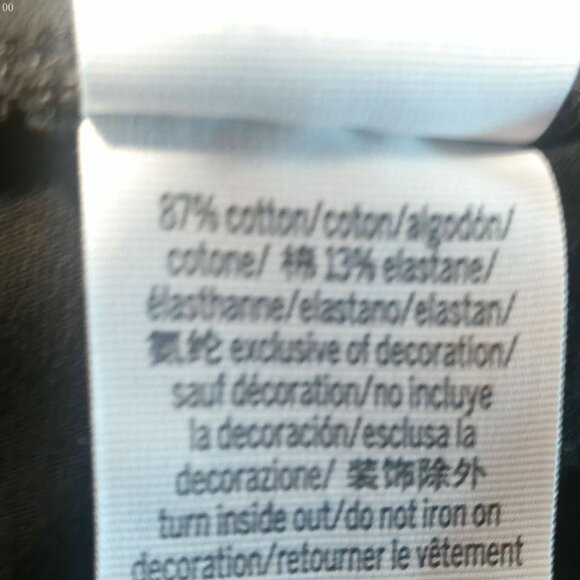 00
87% cotton/coton/algodón/
cotone/ 棉 13% elastane/
élasthanne/elastano/elastan/
氨纶 exclusive of decoration/
sauf décoration/no incluye
la decoración/esclusa la
decorazione/ 装饰除外
turn inside out/do not iron on
decoration/retourner le vêtement